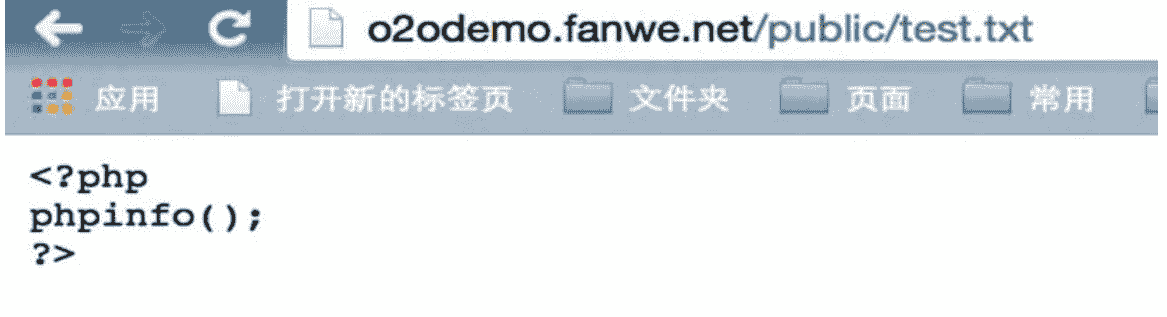 o2odemo.fanwe.net/public/test.txt
应用 打开新的标签页 文件夹 页面 常用
<?php
phpinfo();
?>